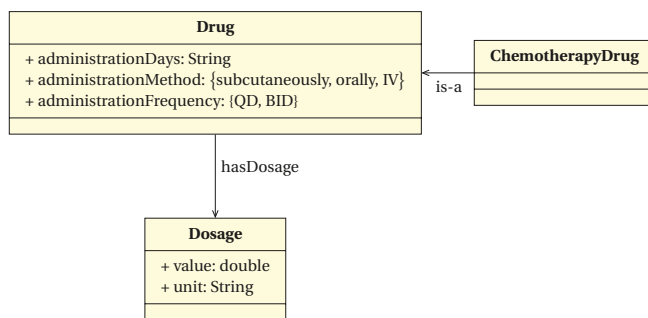 Drug
+ administrationDays: String
+ administrationMethod: {subcutaneously, orally, IV}
+ administrationFrequency: {QD, BID}
ChemotherapyDrug
is-a
hasDosage
Dosage
+ value: double
+ unit: String